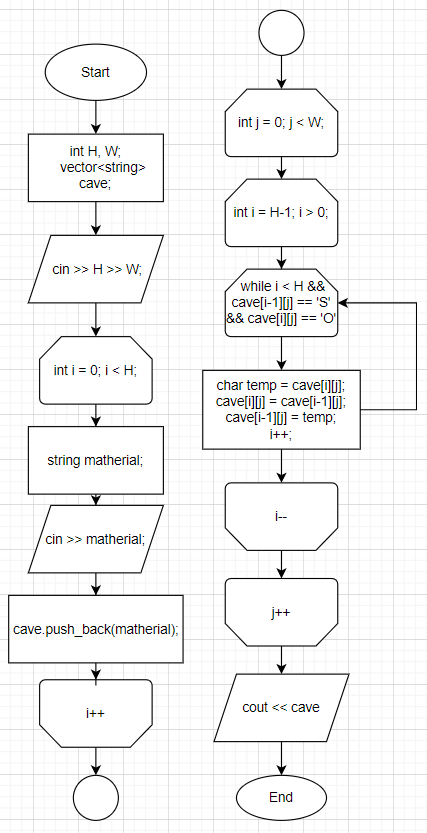 Start
int H, W;
vector<string>
cave;
cin >> H >> W;
int i = 0; i < H;
string matherial;
cin >> matherial;
cave.push_back(matherial);
i++
int j = 0; j < W;
int i = H-1; i > 0;
while i < H &&
cave[i-1][j] == 'S'
&& cave[i][j] == 'O'
char temp = cave[i][j];
cave[i][j] = cave[i-1][j];
cave[i-1][j] = temp;
i++;
i--
j++
cout << cave
End